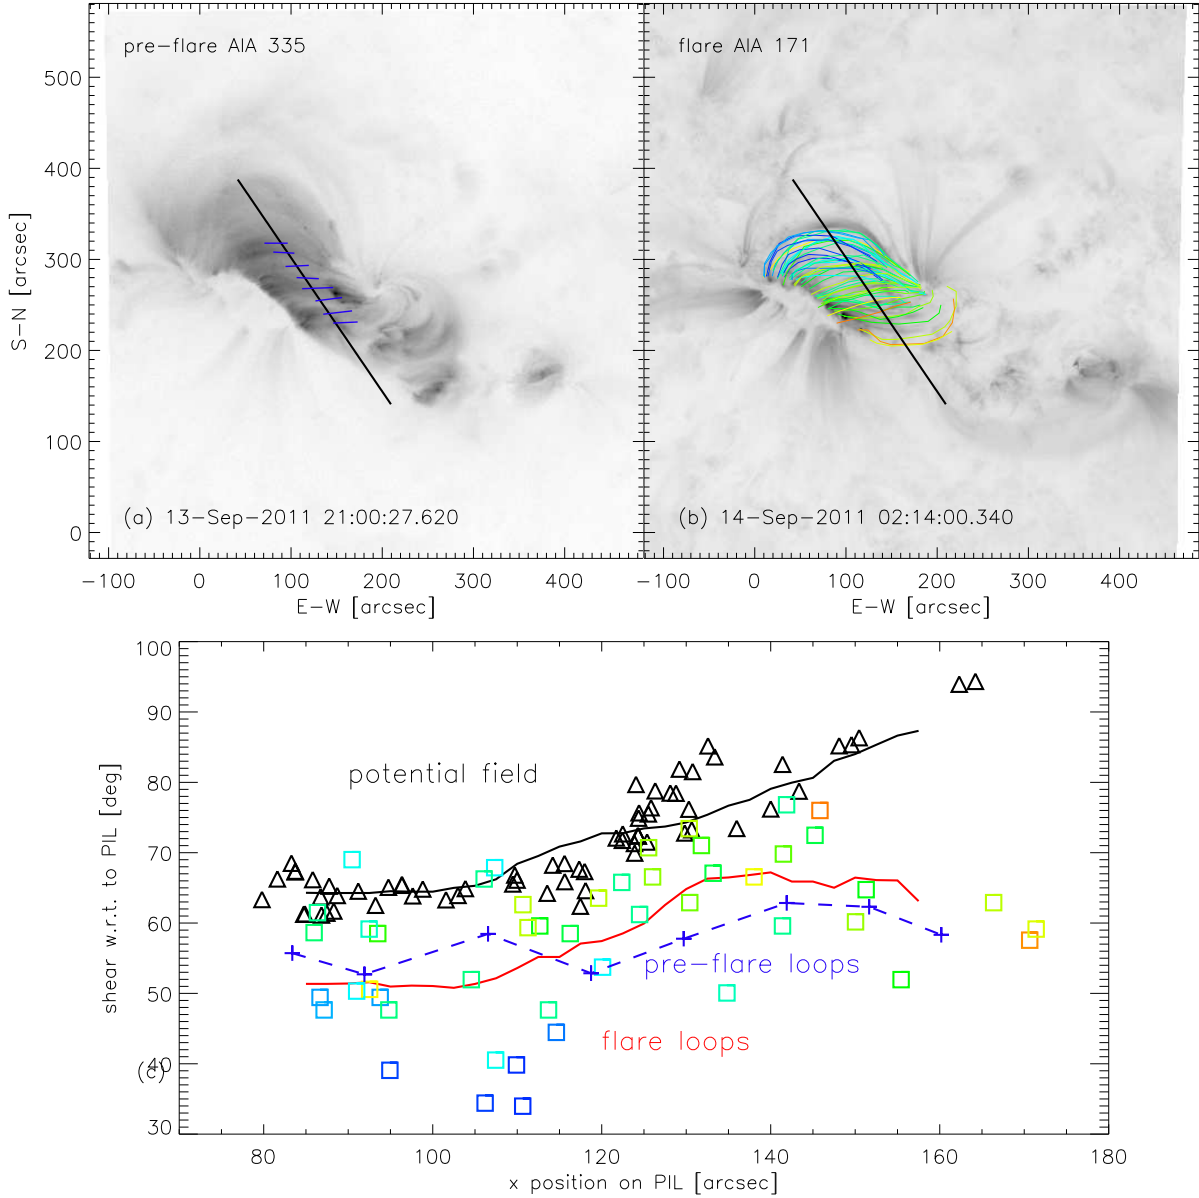 pre-flare AIA 335
flare AIA 171
500
400
300
200
100
0
S-N [arcsec]
(a) 13-Sep-2011 21:00:27.620
(b) 14-Sep-2011 02:14:00.340
-100 0 100 200 300 400
-100 0 100 200 300 400
E-W [arcsec]
E-W [arcsec]
100
90
80
70
60
50
40
30
shear w.r.t. to PIL [deg]
potential field
pre-flare loops
flare loops
(c)
80 100 120 140 160 180
x position on PIL [arcsec]